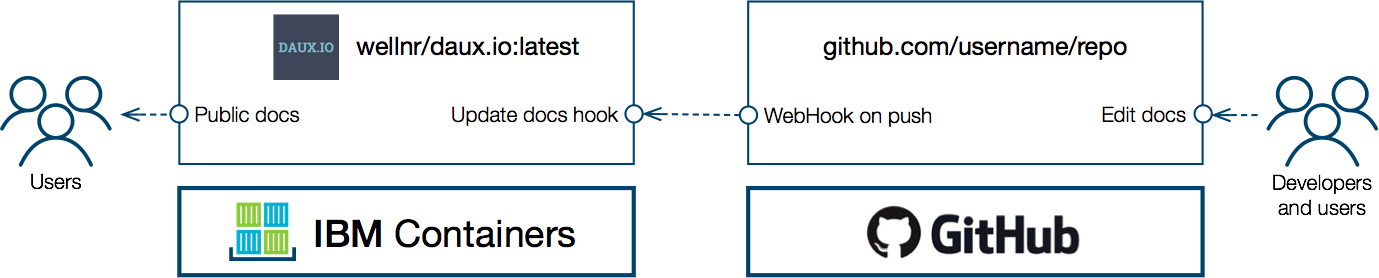 DAUX.IO
wellnr/daux.io:latest
github.com/username/repo
Public docs
Update docs hook
WebHook on push
Edit docs
Users
Developers
and users
IBM Containers
GitHub